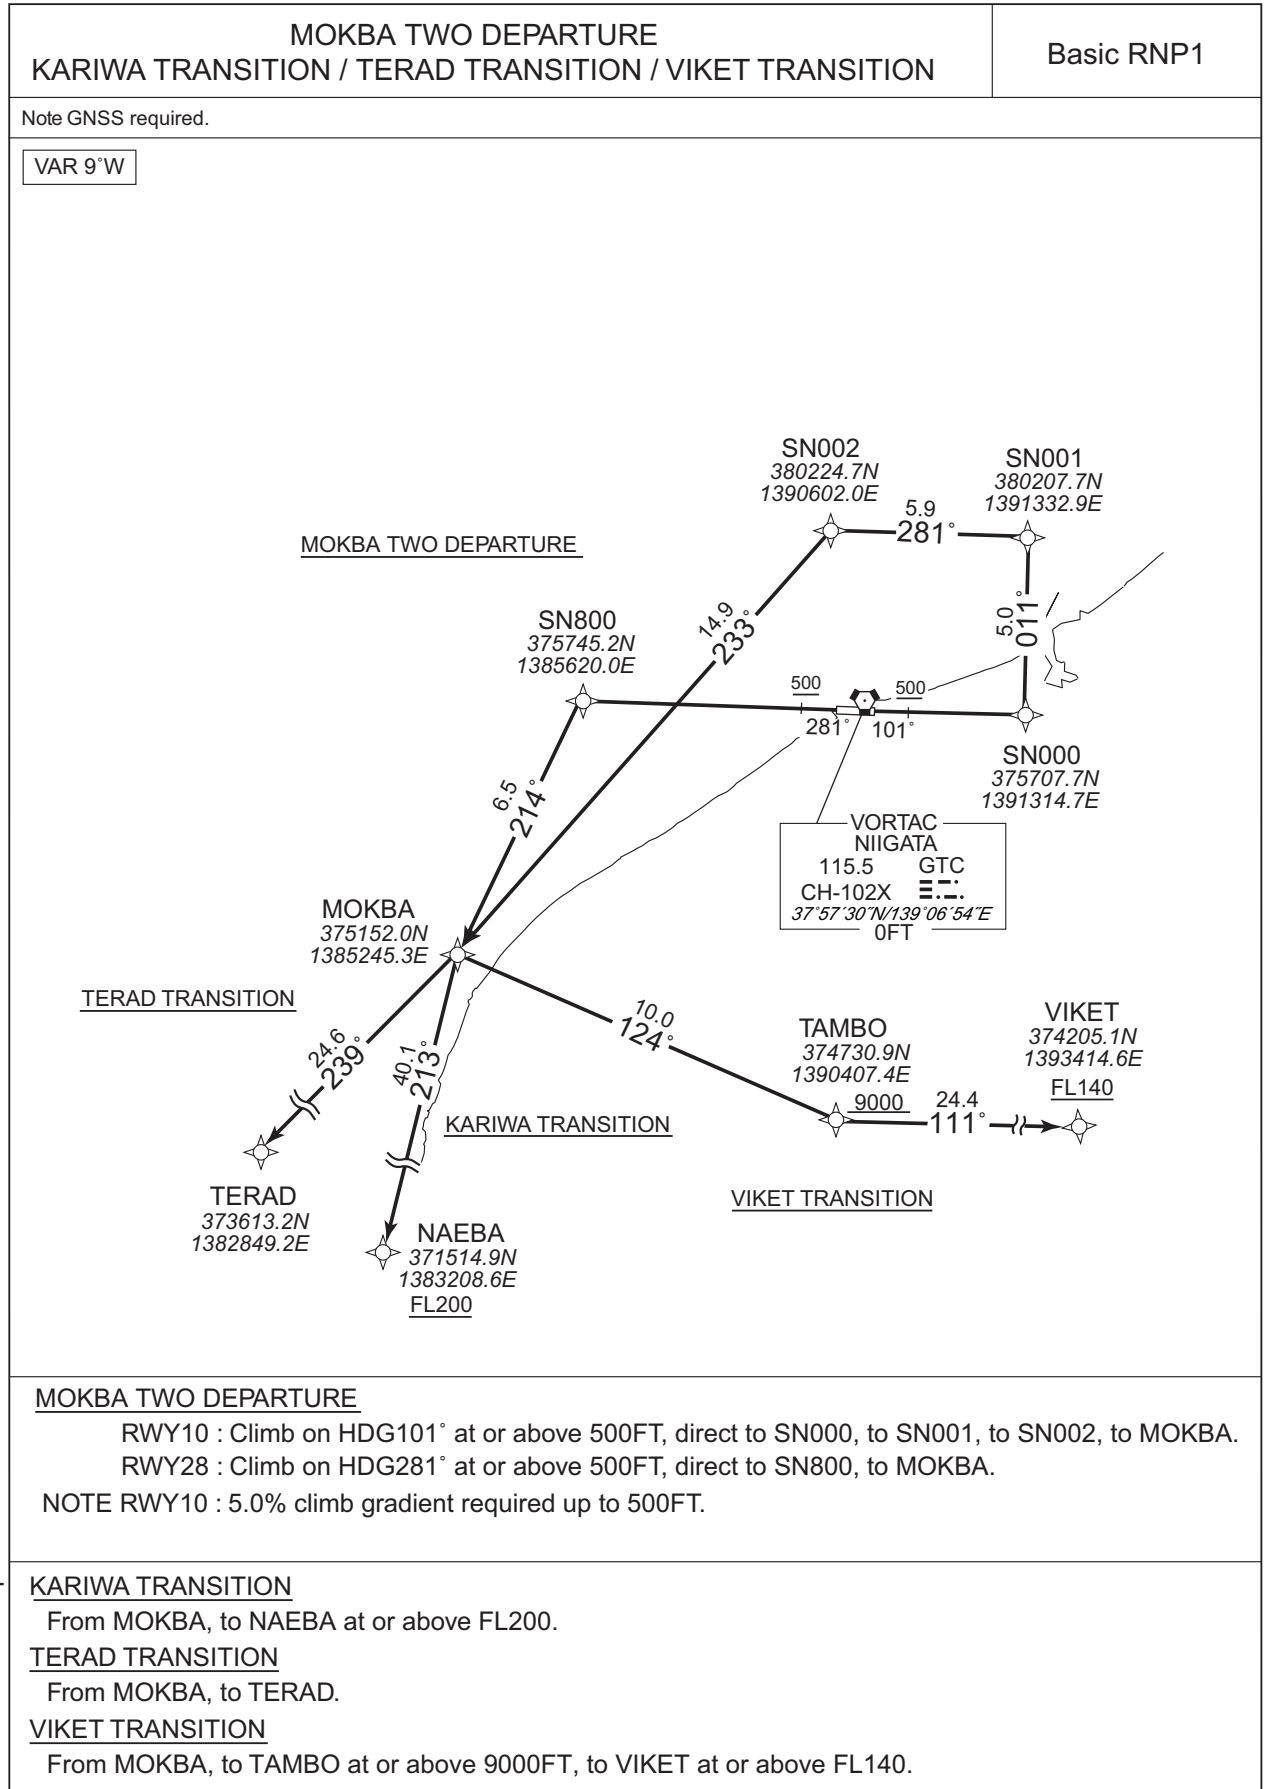 MOKBA TWO DEPARTURE
KARIWA TRANSITION / TERAD TRANSITION / VIKET TRANSITION
Basic RNP1
Note GNSS required.
VAR 9˚W
SN002
380224.7N
1390602.0E
SN001
380207.7N
1391332.9E
5.9
281˚
MOKBA TWO DEPARTURE
14.9
233˚
5.0
011˚
SN800
375745.2N
1385620.0E
500
500
281˚
101˚
SN000
375707.7N
1391314.7E
6.5
214˚
VORTAC
NIIGATA
115.5 GTC
CH-102X
37˚57´30˝N/139˚06´54˝E
0FT
MOKBA
375152.0N
1385245.3E
TERAD TRANSITION
24.6
239˚
40.1
213˚
10.0
124˚
TAMBO
374730.9N
1390407.4E
9000
VIKET
374205.1N
1393414.6E
FL140
24.4
111˚
KARIWA TRANSITION
VIKET TRANSITION
TERAD
373613.2N
1382849.2E
NAEBA
371514.9N
1383208.6E
FL200
MOKBA TWO DEPARTURE
RWY10 : Climb on HDG101˚ at or above 500FT, direct to SN000, to SN001, to SN002, to MOKBA.
RWY28 : Climb on HDG281˚ at or above 500FT, direct to SN800, to MOKBA.
NOTE RWY10 : 5.0% climb gradient required up to 500FT.
KARIWA TRANSITION
From MOKBA, to NAEBA at or above FL200.
TERAD TRANSITION
From MOKBA, to TERAD.
VIKET TRANSITION
From MOKBA, to TAMBO at or above 9000FT, to VIKET at or above FL140.